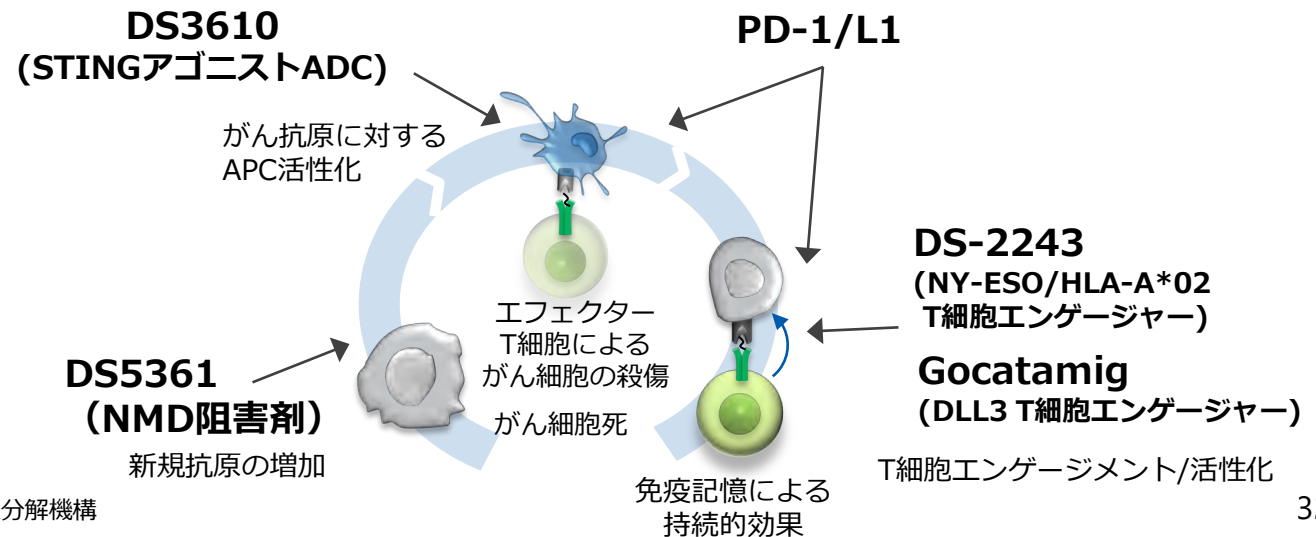 DS3610
(STINGアゴニストADC)
PD-1/L1
がん抗原に対する
APC活性化
DS-2243
(NY-ESO/HLA-A*02
T細胞エンゲージャー)
エフェクター
T細胞による
がん細胞の殺傷
がん細胞死
DS5361
（NMD阻害剤）
新規抗原の増加
Gocatamig
(DLL3 T細胞エンゲージャー)
T細胞エンゲージメント/活性化
免疫記憶による
持続的効果
分解機構